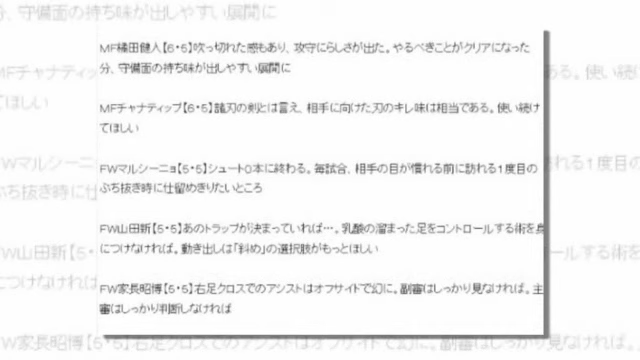 MF橘田健人【6・5】吹っ切れた感もあり、攻守にらしさが出た。やるべきことがクリアになった
分、守備面の持ち味が出しやすい展開に
MFチャナティップ【6・5】諸刃の剣とは言え、相手に向けた刃のキレ味は相当である。使い続け
てほしい
FWマルシーニョ【5・5】シュート0本に終わる。毎試合、相手の目が慣れる前に訪れる1度目の
ぶち抜き時に仕留めきりたいところ
FW山田新【5・5】あのトラップが決まっていれば…。乳酸の溜まった足をコントロールする術を身
につけなければ。動き出しは「斜め」の選択肢がもっとほしい
FW家長昭博【5・5】右足クロスでのアシストはオフサイドで幻に。副審はしっかり見なければ。主
審はしっかり判断しなければ